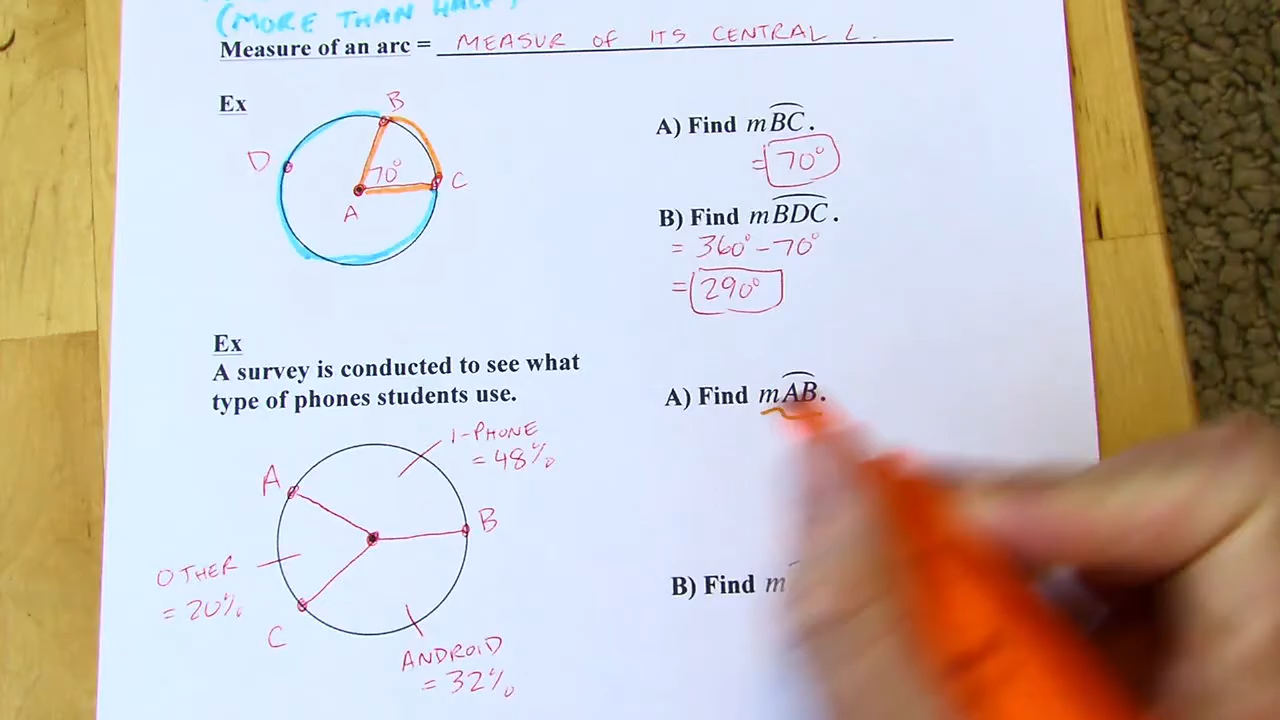 (MORE THAN HALF)
Measure of an arc = MEASUR OF ITS CENTRAL ∠.
Ex
B
D
70°
C
A
A) Find mBC.
= 70°
B) Find mBDC.
= 360° - 70°
= 290°
Ex
A survey is conducted to see what
type of phones students use.
A) Find mAB.
I-PHONE
= 48%
A
B
OTHER
= 20%
C
ANDROID
= 32%
B) Find m